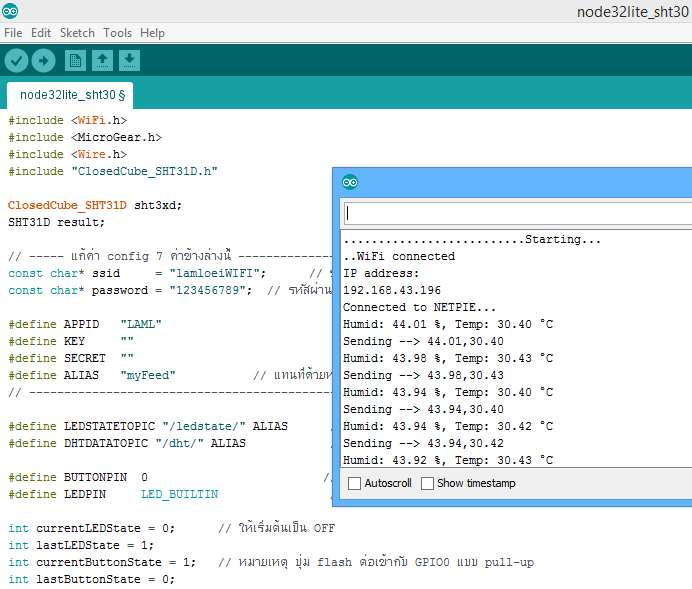 node32lite_sht30
File Edit Sketch Tools Help
node32lite_sht30 §
#include <WiFi.h>
#include <MicroGear.h>
#include <Wire.h>
#include "ClosedCube_SHT31D.h"
ClosedCube_SHT31D sht3xd;
SHT31D result;
// ----- แก้ค่า config 7 ค่าข้างล่างนี้ --------------
const char* ssid     = "lamloeiWIFI";      //
const char* password = "123456789";  // รหัสผ่าน
#define APPID   "LAML"
#define KEY     ""
#define SECRET  ""
#define ALIAS   "myFeed"           // แทนที่ด้วย
// -------------------------------------------
#define LEDSTATETOPIC "/ledstate/" ALIAS
#define DHTDATATOPIC "/dht/" ALIAS
#define BUTTONPIN  0                         //
#define LEDPIN     LED_BUILTIN
int currentLEDState = 0;      // ให้เริ่มต้นเป็น OFF
int lastLEDState = 1;
int currentButtonState = 1;   // หมายเหตุ ปุ่ม flash ต่อเข้ากับ GPIO0 แบบ pull-up
int lastButtonState = 0;
..........................Starting...
..WiFi connected
IP address:
192.168.43.196
Connected to NETPIE...
Humid: 44.01 %, Temp: 30.40 °C
Sending --> 44.01,30.40
Humid: 43.98 %, Temp: 30.43 °C
Sending --> 43.98,30.43
Humid: 43.94 %, Temp: 30.40 °C
Sending --> 43.94,30.40
Humid: 43.94 %, Temp: 30.42 °C
Sending --> 43.94,30.42
Humid: 43.92 %, Temp: 30.43 °C
Autoscroll Show timestamp